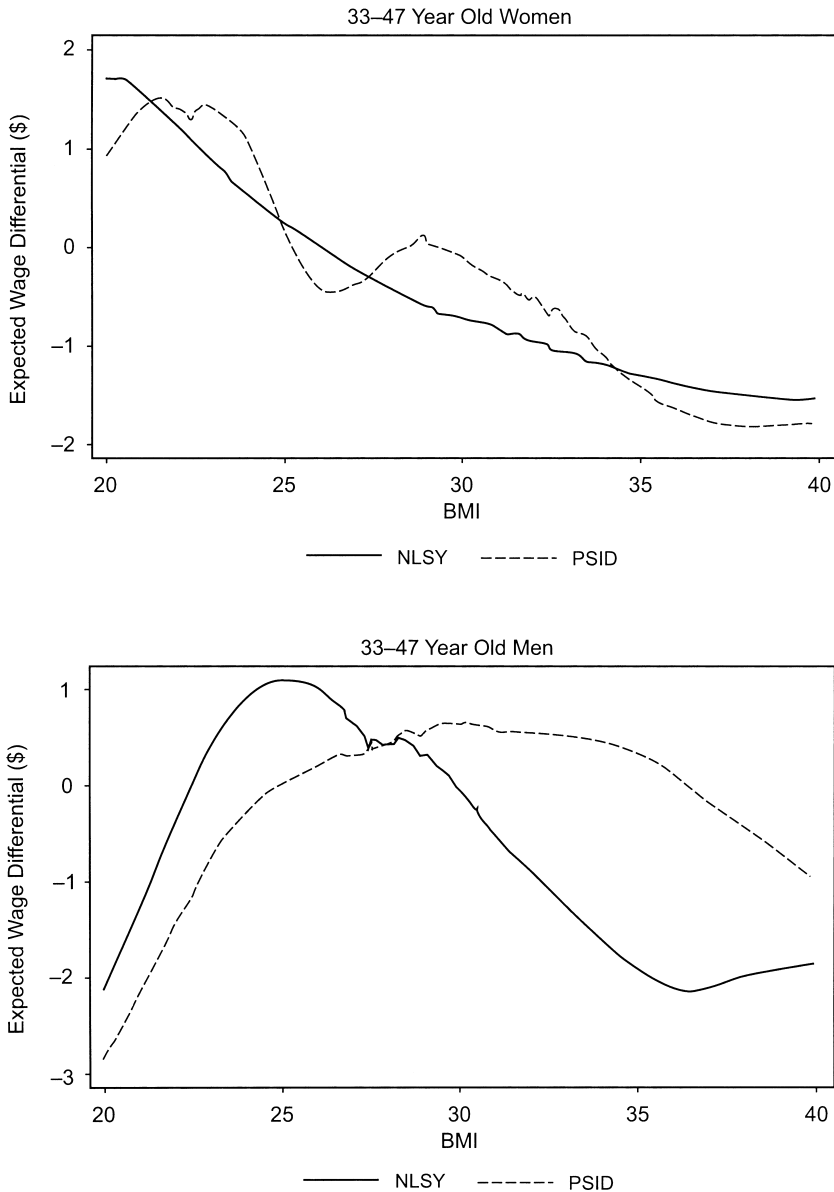 33–47 Year Old Women
Expected Wage Differential ($)
2
1
0
–1
–2
20 25 30 35 40
BMI
NLSY PSID
33–47 Year Old Men
Expected Wage Differential ($)
1
0
–1
–2
–3
20 25 30 35 40
BMI
NLSY PSID